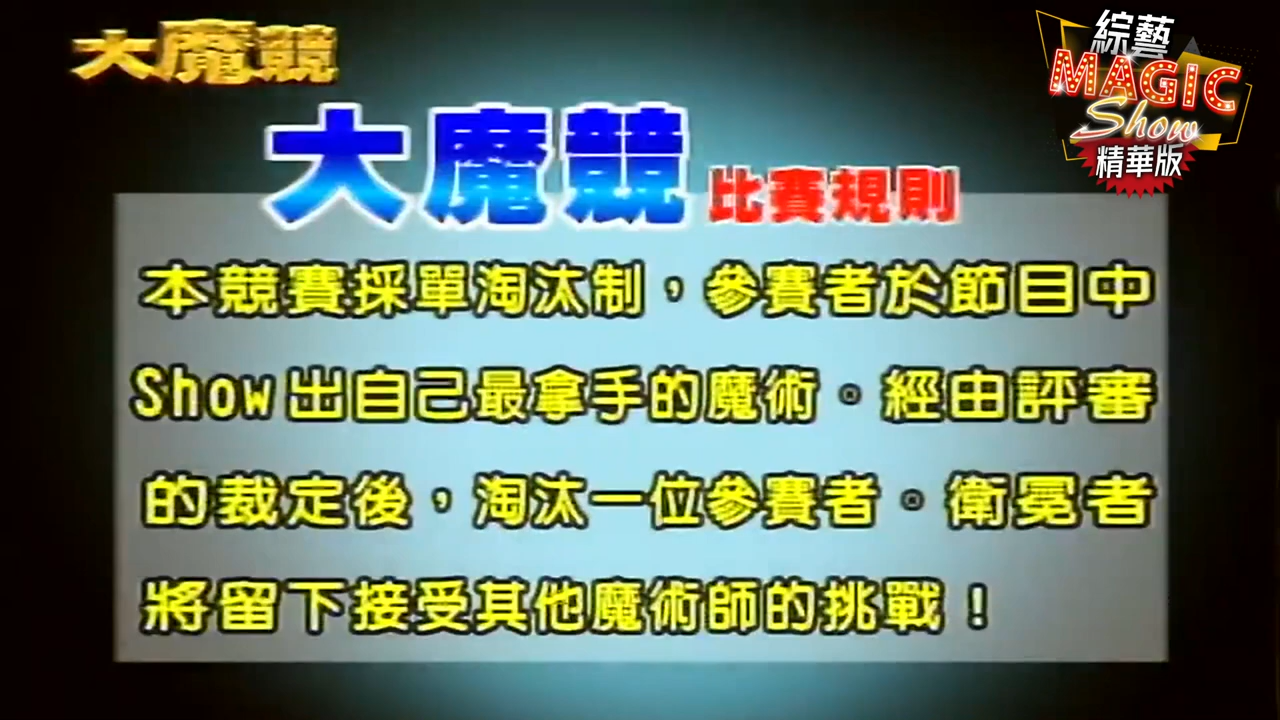 大魔競
綜藝
MAGIC
Show
精華版
大魔競 比賽規則
本競賽採單淘汰制，參賽者於節目中
Show出自己最拿手的魔術。經由評審
的裁定後，淘汰一位參賽者。衛冕者
將留下接受其他魔術師的挑戰！